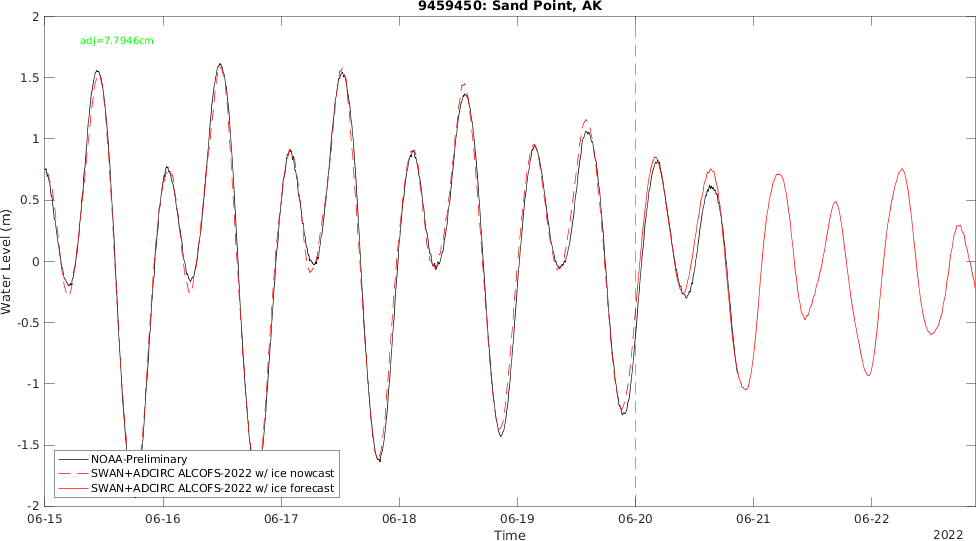 9459450: Sand Point, AK
adj=7.7946cm
2
1.5
1
0.5
0
-0.5
-1
-1.5
-2
Water Level (m)
NOAA-Preliminary
SWAN+ADCIRC ALCOFS-2022 w/ ice nowcast
SWAN+ADCIRC ALCOFS-2022 w/ ice forecast
06-15 06-16 06-17 06-18 06-19 06-20 06-21 06-22
Time
2022